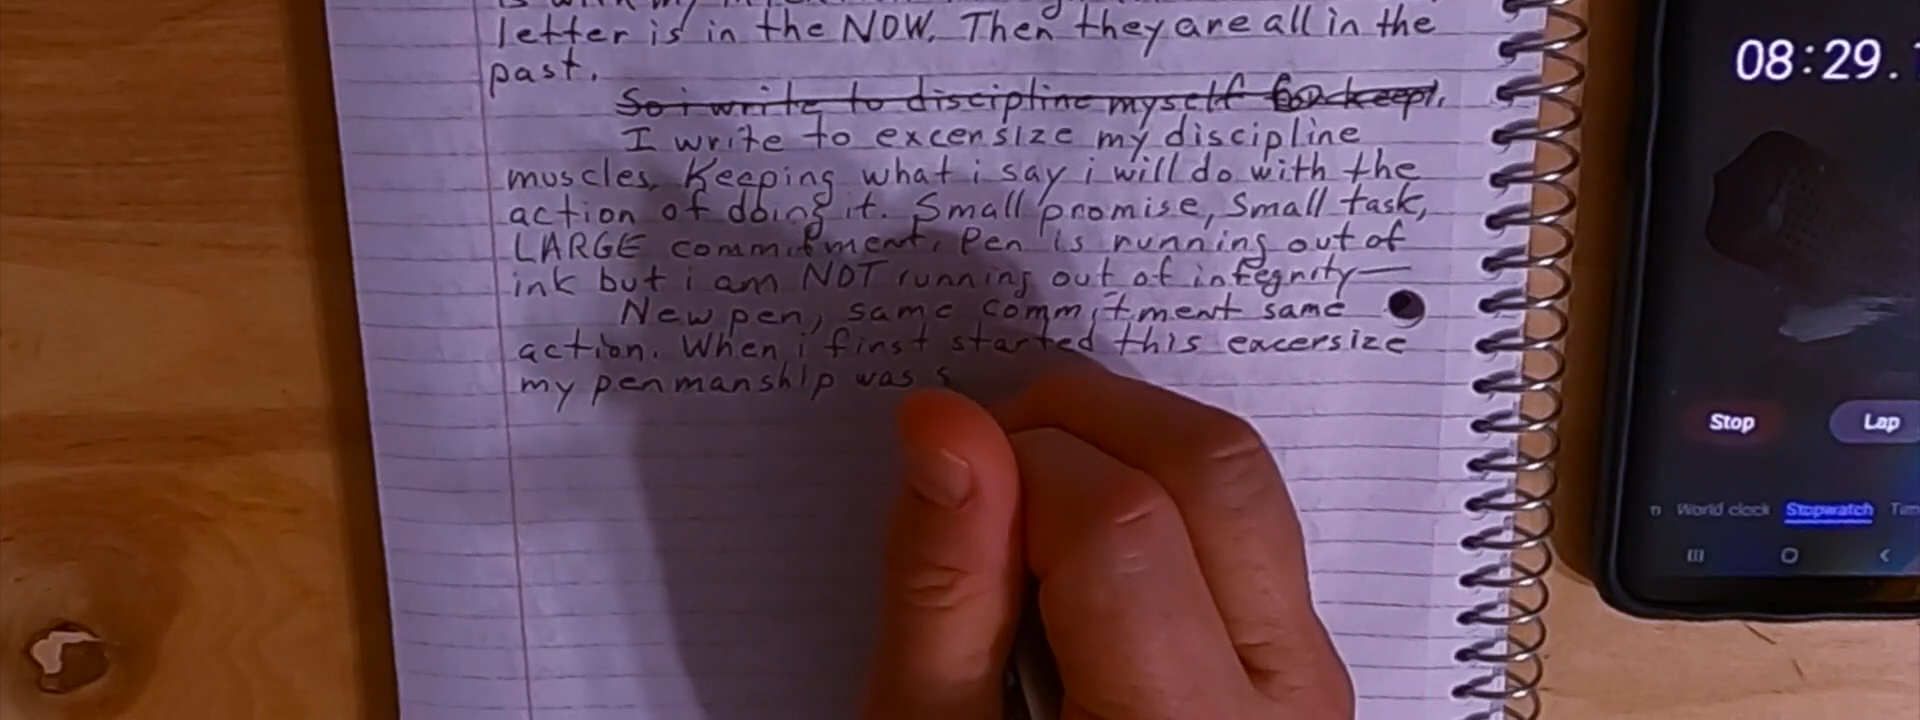 letter is in the NOW. Then they are all in the
past.
So i write to discipline myself
I write to excersize my discipline
muscles. Keeping what i say i will do with the
action of doing it. Small promise, Small task,
LARGE commitment. Pen is running out of
ink but i am NOT running out of integrity—
New pen, same commitment same
action. When i first started this excersize
my penmanship was s
08:29.
Stop
Lap
World clock
Stopwatch
Tim